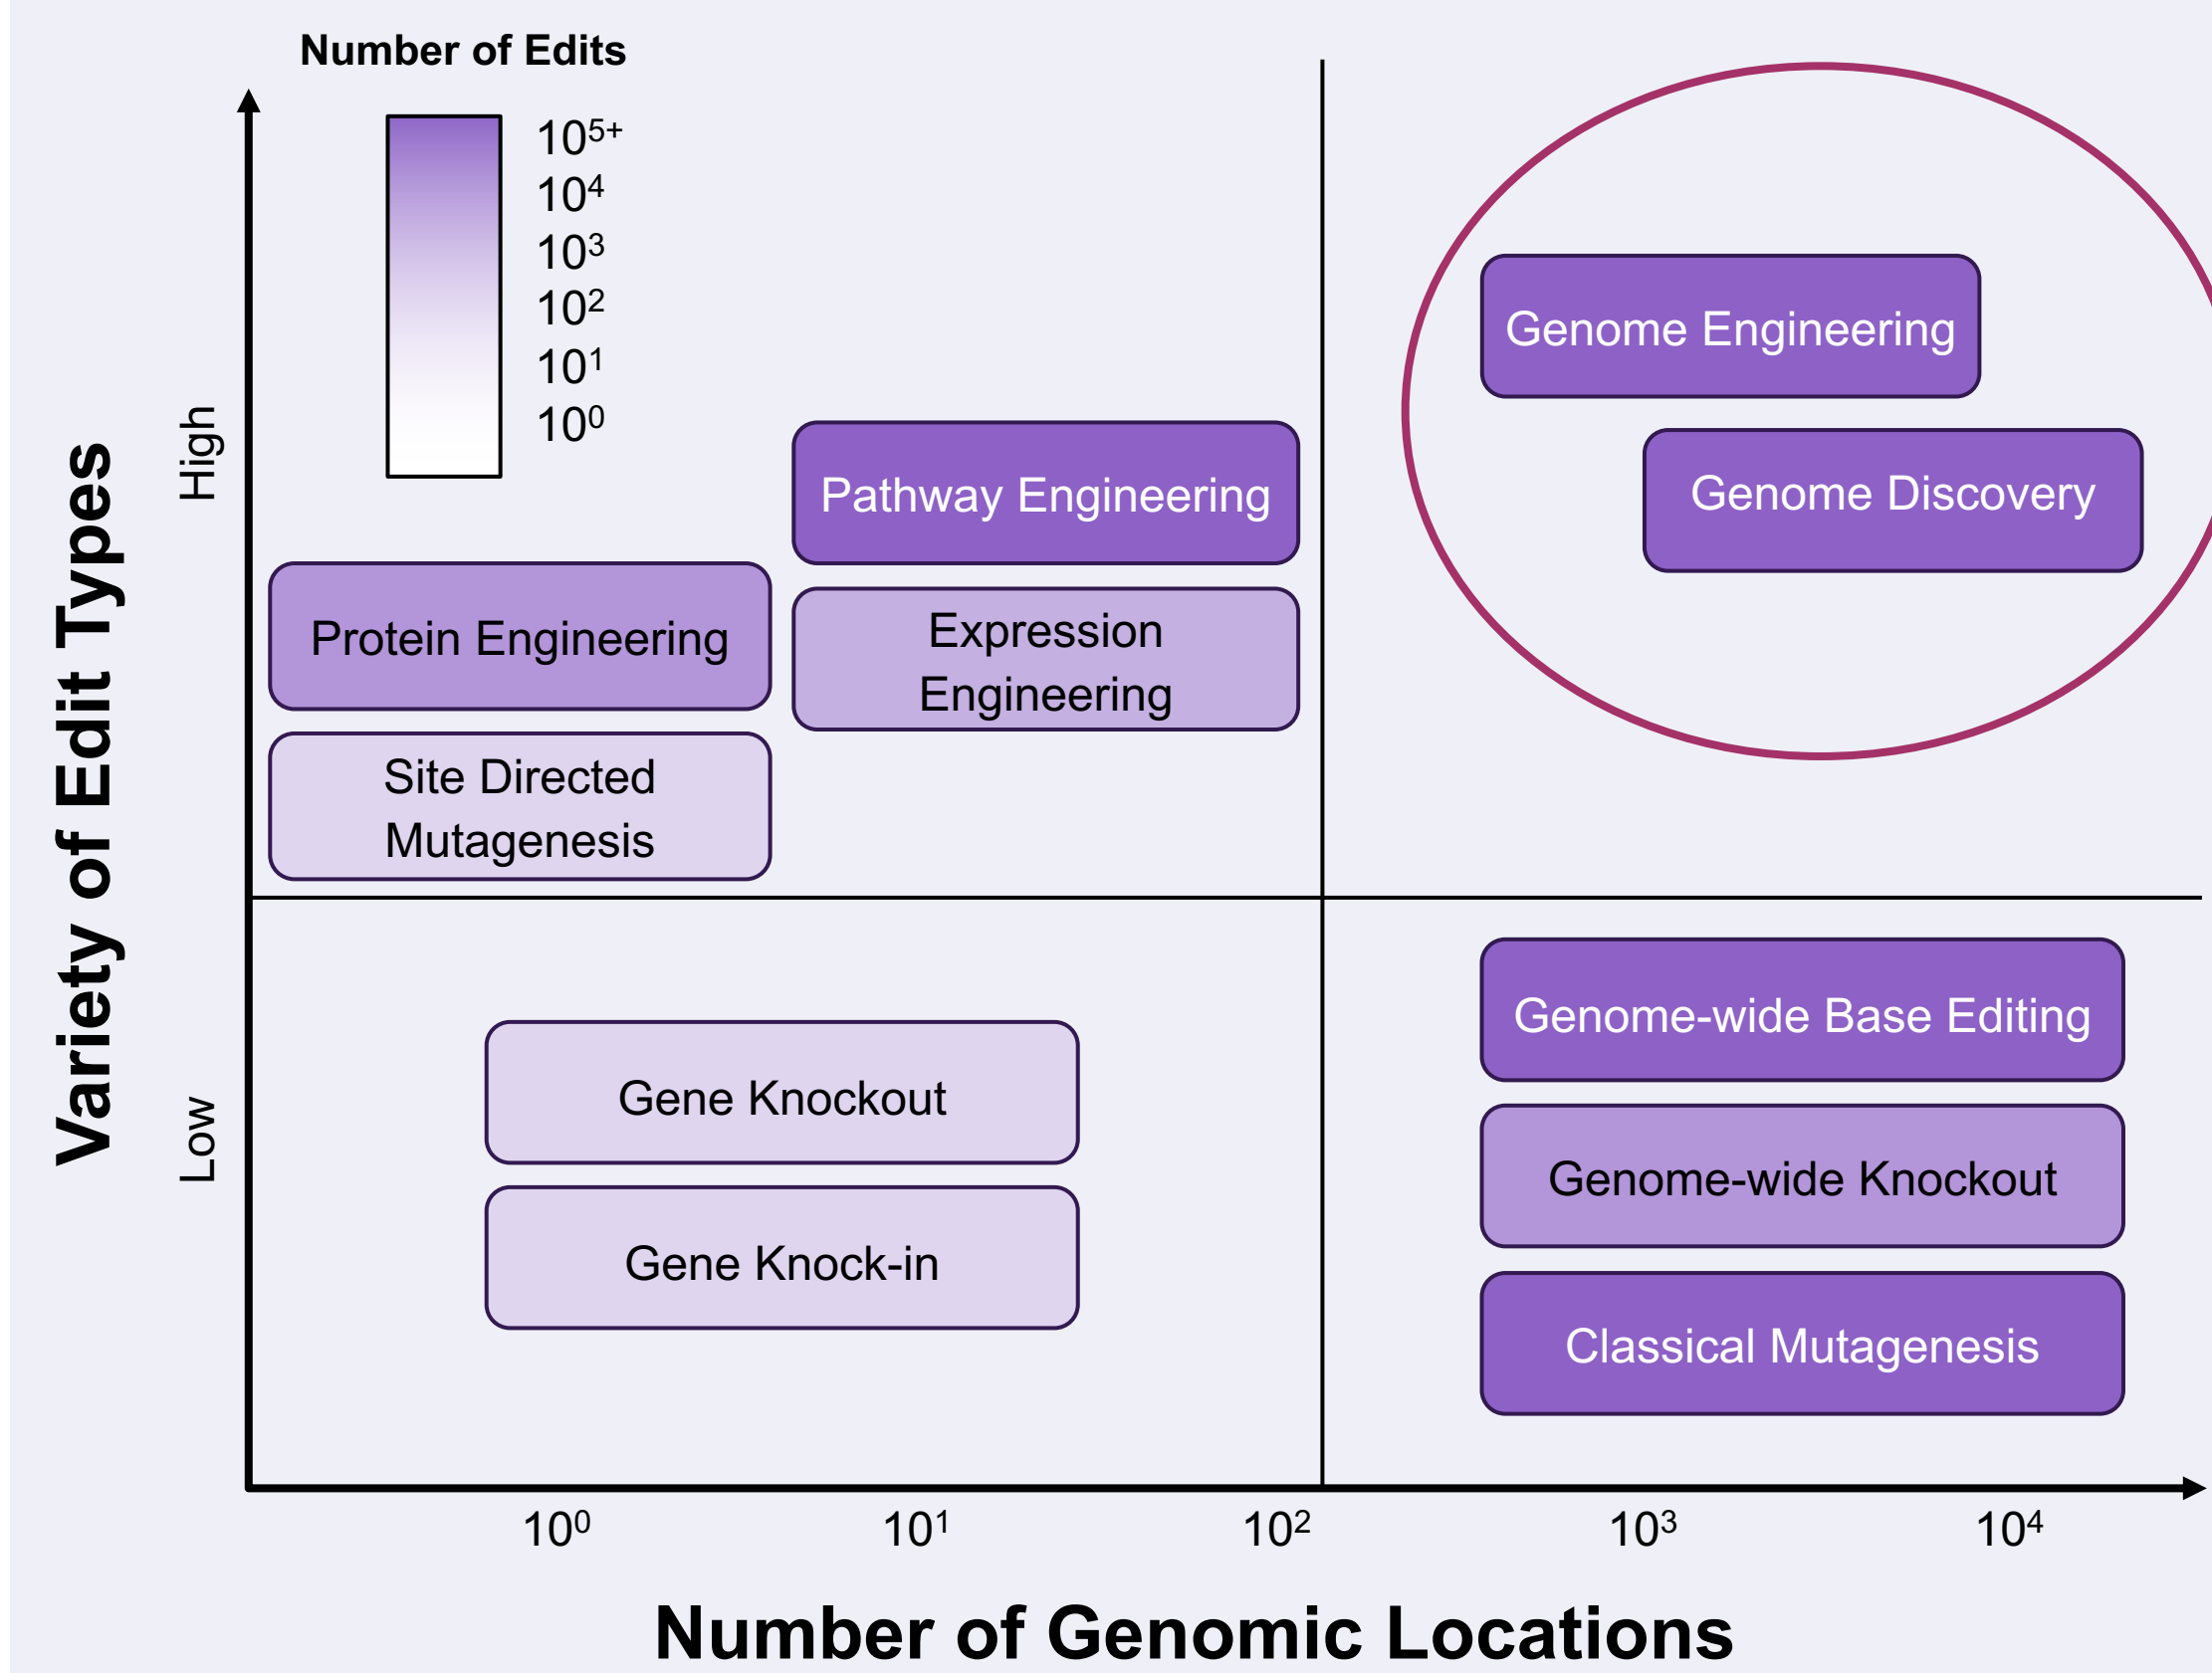 Number of Edits
10⁵⁺
10⁴
10³
10²
10¹
10⁰
Variety of Edit Types
High
Low
Genome Engineering
Genome Discovery
Pathway Engineering
Protein Engineering
Expression
Engineering
Site Directed
Mutagenesis
Gene Knockout
Gene Knock-in
Genome-wide Base Editing
Genome-wide Knockout
Classical Mutagenesis
10⁰ 10¹ 10² 10³ 10⁴
Number of Genomic Locations